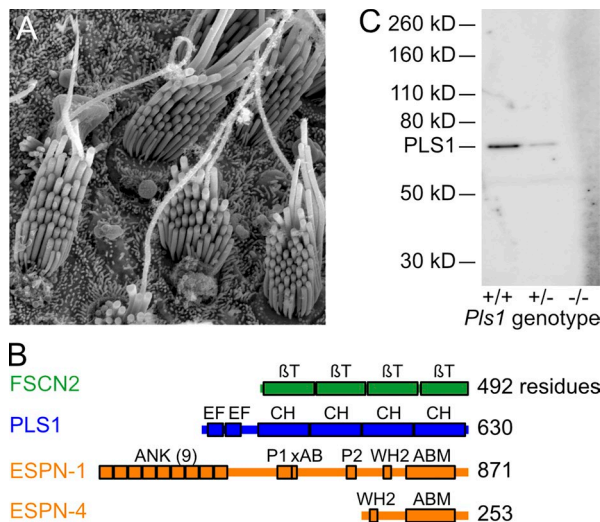 A
C
260 kD
160 kD
110 kD
80 kD
PLS1
50 kD
30 kD
+/+ +/- -/-
Pls1 genotype
B
FSCN2 ßT ßT ßT ßT 492 residues
PLS1 EF EF CH CH CH CH 630
ESPN-1 ANK (9) P1 xAB P2 WH2 ABM 871
ESPN-4 WH2 ABM 253